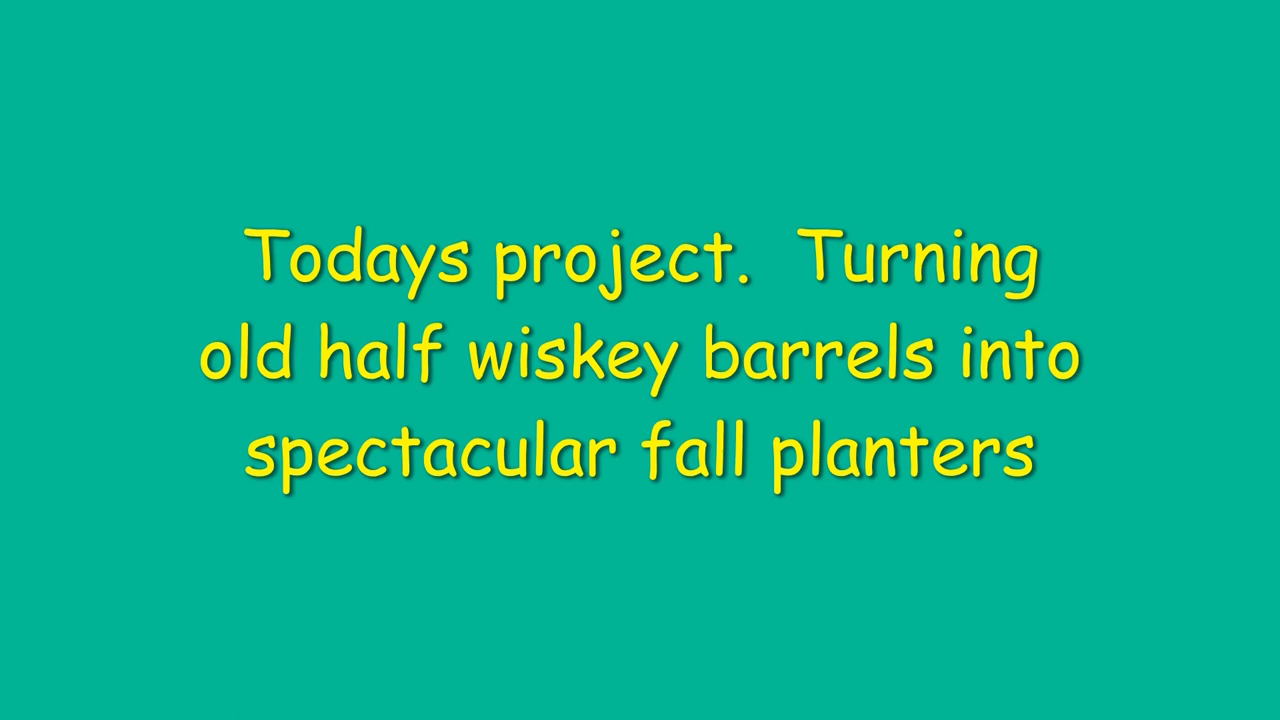 Todays project.  Turning
old half wiskey barrels into
spectacular fall planters